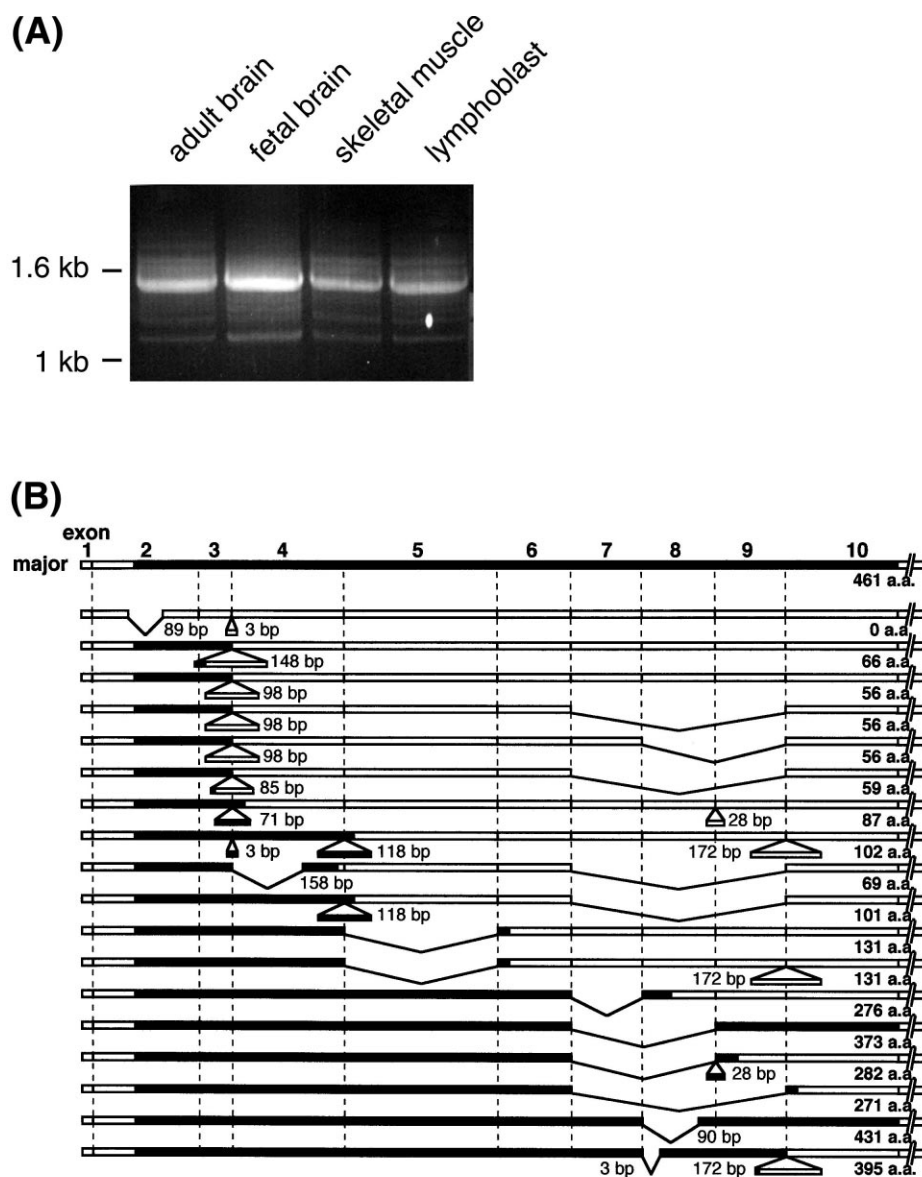 (A)
adult brain
fetal brain
skeletal muscle
lymphoblast
1.6 kb
1 kb
(B)
exon
1 2 3 4 5 6 7 8 9 10
major
461 a.a.
89 bp 3 bp 0 a.a.
148 bp 66 a.a.
98 bp 56 a.a.
98 bp 56 a.a.
98 bp 56 a.a.
85 bp 59 a.a.
71 bp 28 bp 87 a.a.
3 bp 118 bp 172 bp 102 a.a.
158 bp 69 a.a.
118 bp 101 a.a.
131 a.a.
172 bp 131 a.a.
276 a.a.
373 a.a.
28 bp 282 a.a.
271 a.a.
90 bp 431 a.a.
3 bp 172 bp 395 a.a.